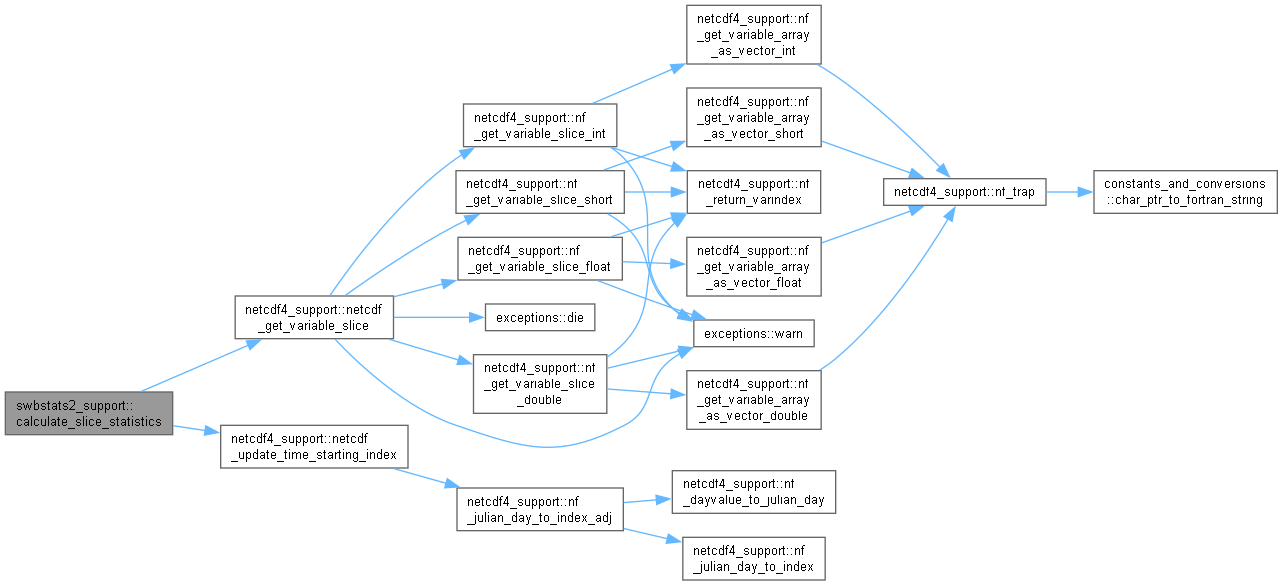 netcdf4_support::nf
_get_variable_array
_as_vector_int
netcdf4_support::nf
_get_variable_slice_int
netcdf4_support::nf
_get_variable_array
_as_vector_short
netcdf4_support::nf
_get_variable_slice_short
netcdf4_support::nf
_return_varindex
netcdf4_support::nf_trap
constants_and_conversions
::char_ptr_to_fortran_string
netcdf4_support::nf
_get_variable_slice_float
netcdf4_support::nf
_get_variable_array
_as_vector_float
netcdf4_support::netcdf
_get_variable_slice
exceptions::die
exceptions::warn
netcdf4_support::nf
_get_variable_slice
_double
netcdf4_support::nf
_get_variable_array
_as_vector_double
swbstats2_support::
calculate_slice_statistics
netcdf4_support::netcdf
_update_time_starting_index
netcdf4_support::nf
_julian_day_to_index_adj
netcdf4_support::nf
_dayvalue_to_julian_day
netcdf4_support::nf
_julian_day_to_index